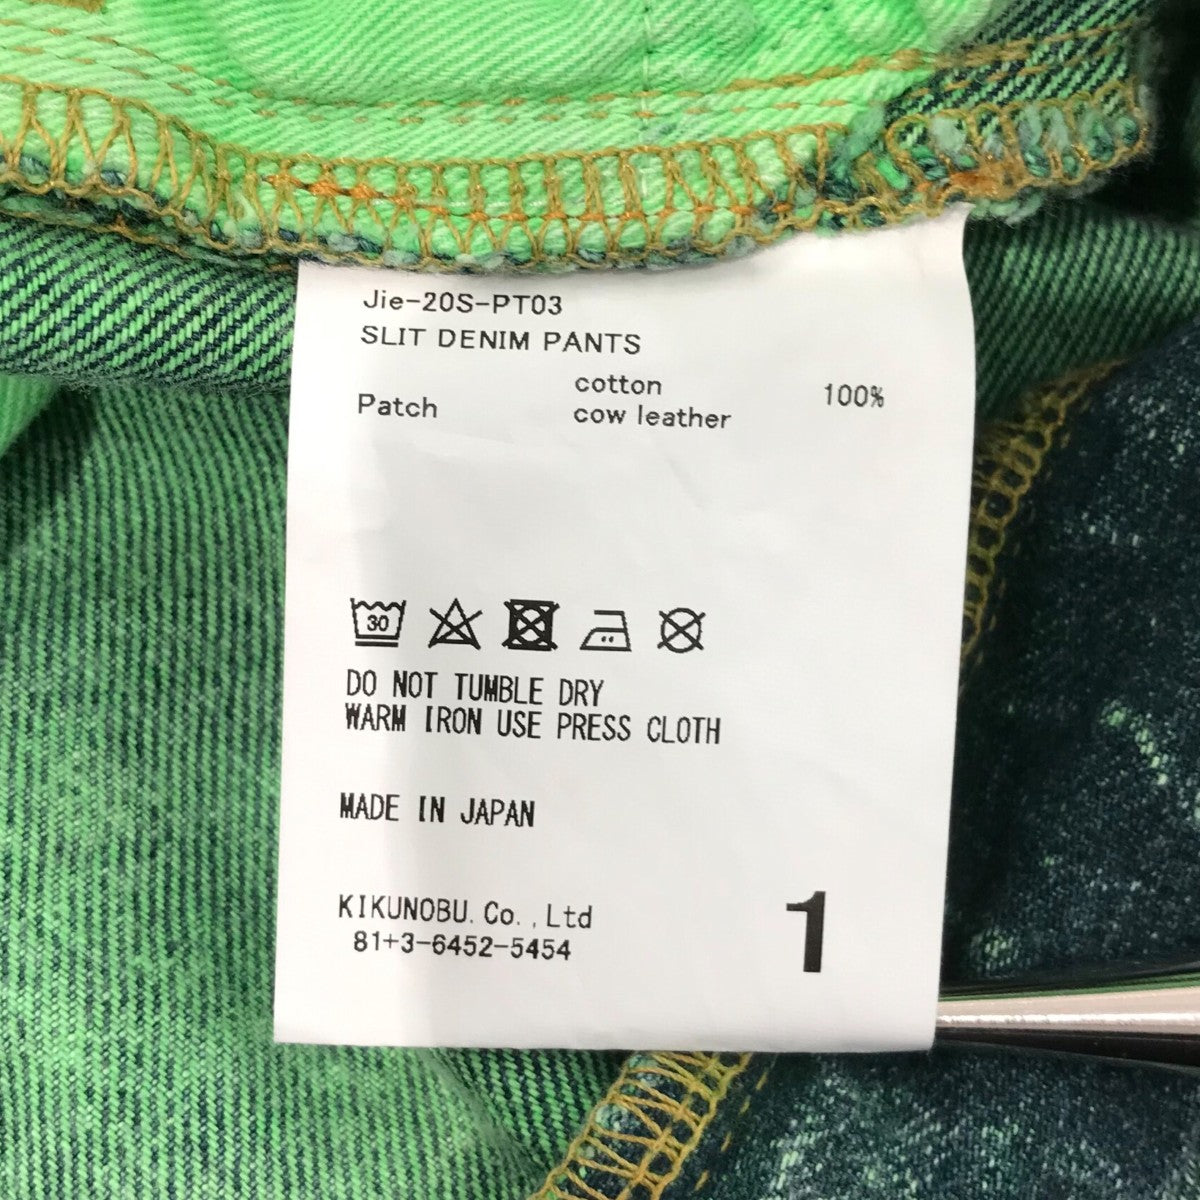 Jie-20S-PT03
SLIT DENIM PANTS
cotton 100%
Patch cow leather
30
DO NOT TUMBLE DRY
WARM IRON USE PRESS CLOTH
MADE IN JAPAN
KIKUNOBU. Co. , Ltd
81+3-6452-5454
1